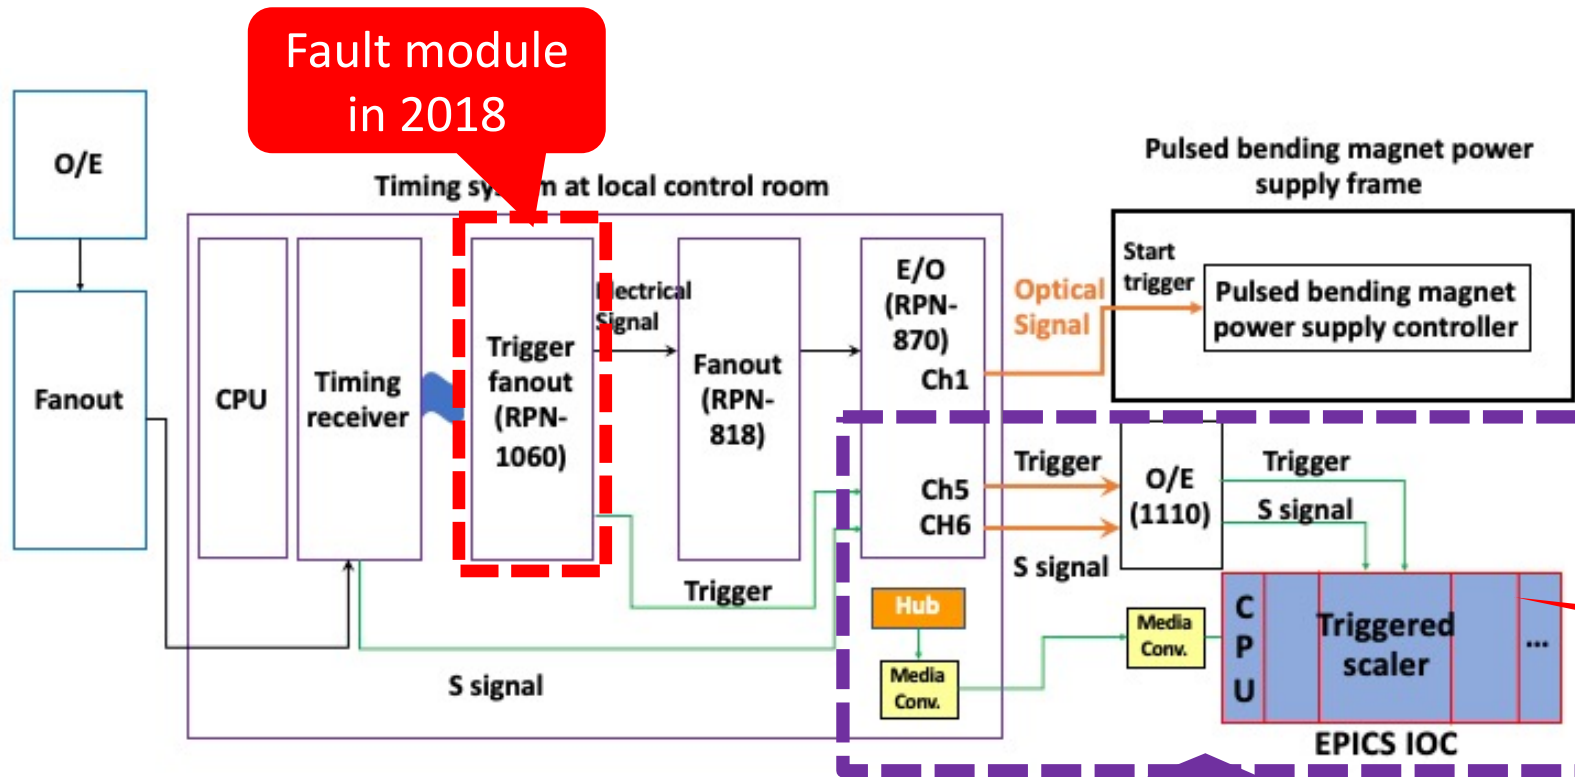 Fault module
in 2018
O/E
Fanout
Timing system at local control room
CPU
Timing
receiver
Trigger
fanout
(RPN-
1060)
Electrical
Signal
Fanout
(RPN-
818)
E/O
(RPN-
870)
Ch1
Ch5
CH6
Optical
Signal
Pulsed bending magnet power
supply frame
Start
trigger
Pulsed bending magnet
power supply controller
Trigger
S signal
O/E
(1110)
Trigger
S signal
Trigger
S signal
Hub
Media
Conv.
Media
Conv.
C
P
U
Triggered
scaler
...
EPICS IOC